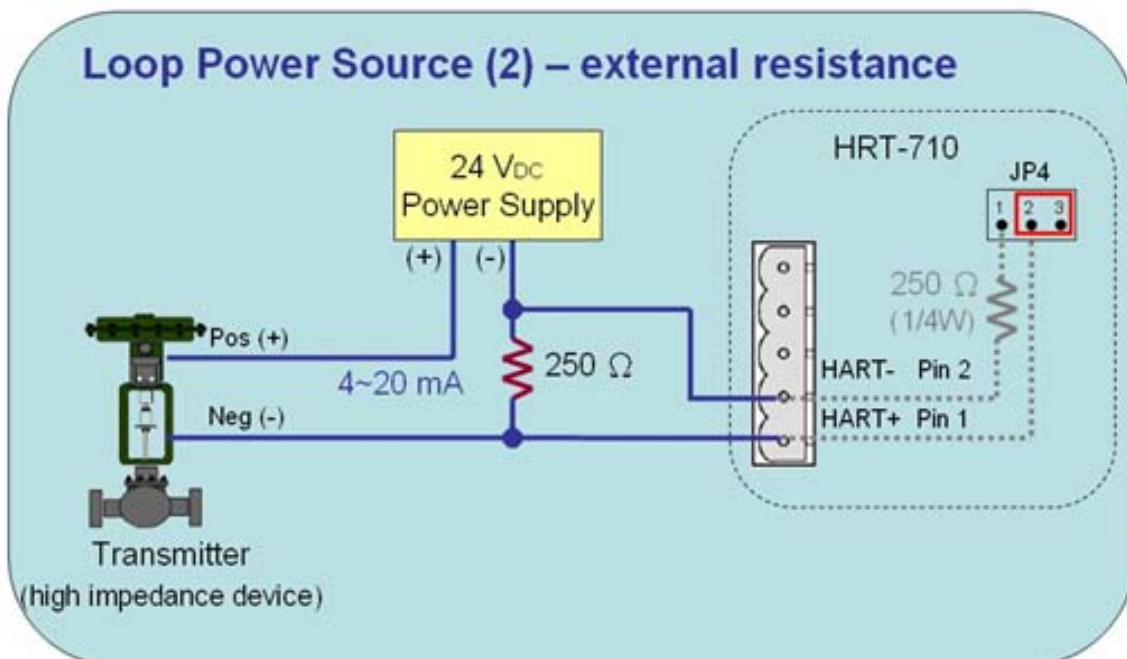 Loop Power Source (2) – external resistance
24 VDC
Power Supply
(+) (-)
HRT-710
JP4
1 2 3
250 Ω
(1/4W)
Pos (+)
4~20 mA
250 Ω
HART- Pin 2
Neg (-)
HART+ Pin 1
Transmitter
(high impedance device)